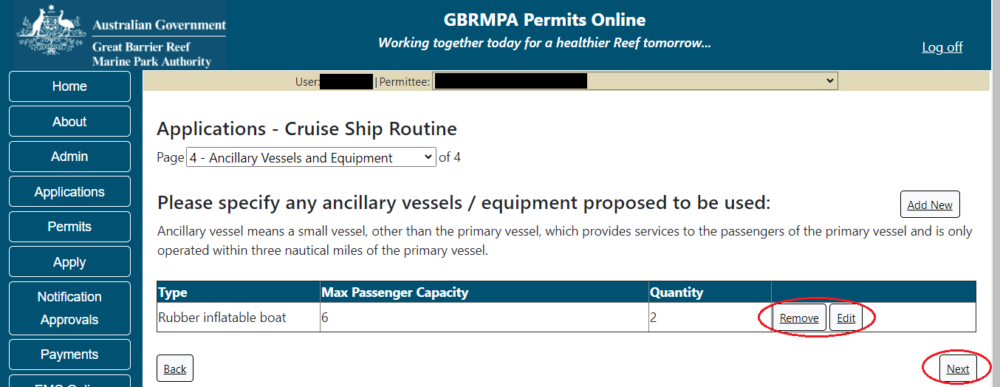 Australian Government
Great Barrier Reef
Marine Park Authority
GBRMPA Permits Online
Working together today for a healthier Reef tomorrow...
Log off
User: | Permittee:
Home
About
Admin
Applications
Permits
Apply
Notification
Approvals
Payments
Applications - Cruise Ship Routine
Page 4 - Ancillary Vessels and Equipment of 4
Please specify any ancillary vessels / equipment proposed to be used:
Add New
Ancillary vessel means a small vessel, other than the primary vessel, which provides services to the passengers of the primary vessel and is only
operated within three nautical miles of the primary vessel.
Type Max Passenger Capacity Quantity
Rubber inflatable boat 6 2 Remove Edit
Back Next